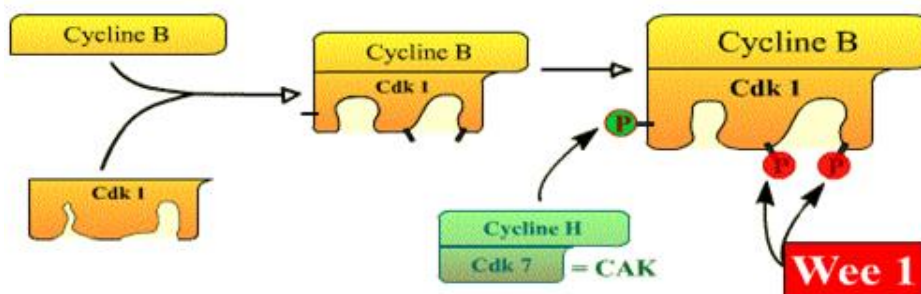 Cycline B
Cdk 1
Cycline B
Cdk 1
Cycline H
Cdk 7 = CAK
Cycline B
Cdk 1
P
P
P
Wee 1